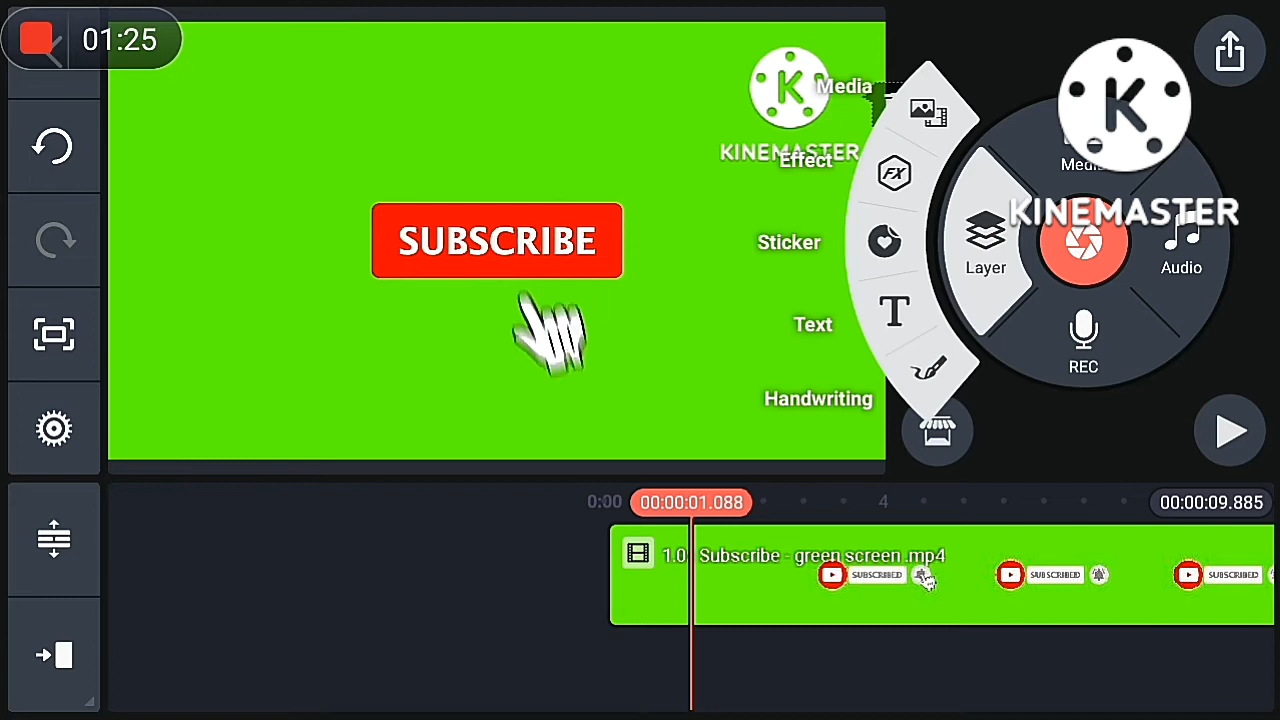 01:25
Media
KINEMASTER
Effect
Sticker
Text
Handwriting
SUBSCRIBE
K
FX
T
K
Media
KINEMASTER
Layer
Audio
REC
0:00
00:00:01.088
4
00:00:09.885
1.0
Subscribe - green screen .mp4
SUBSCRIBED
SUBSCRIBED
SUBSCRIBED